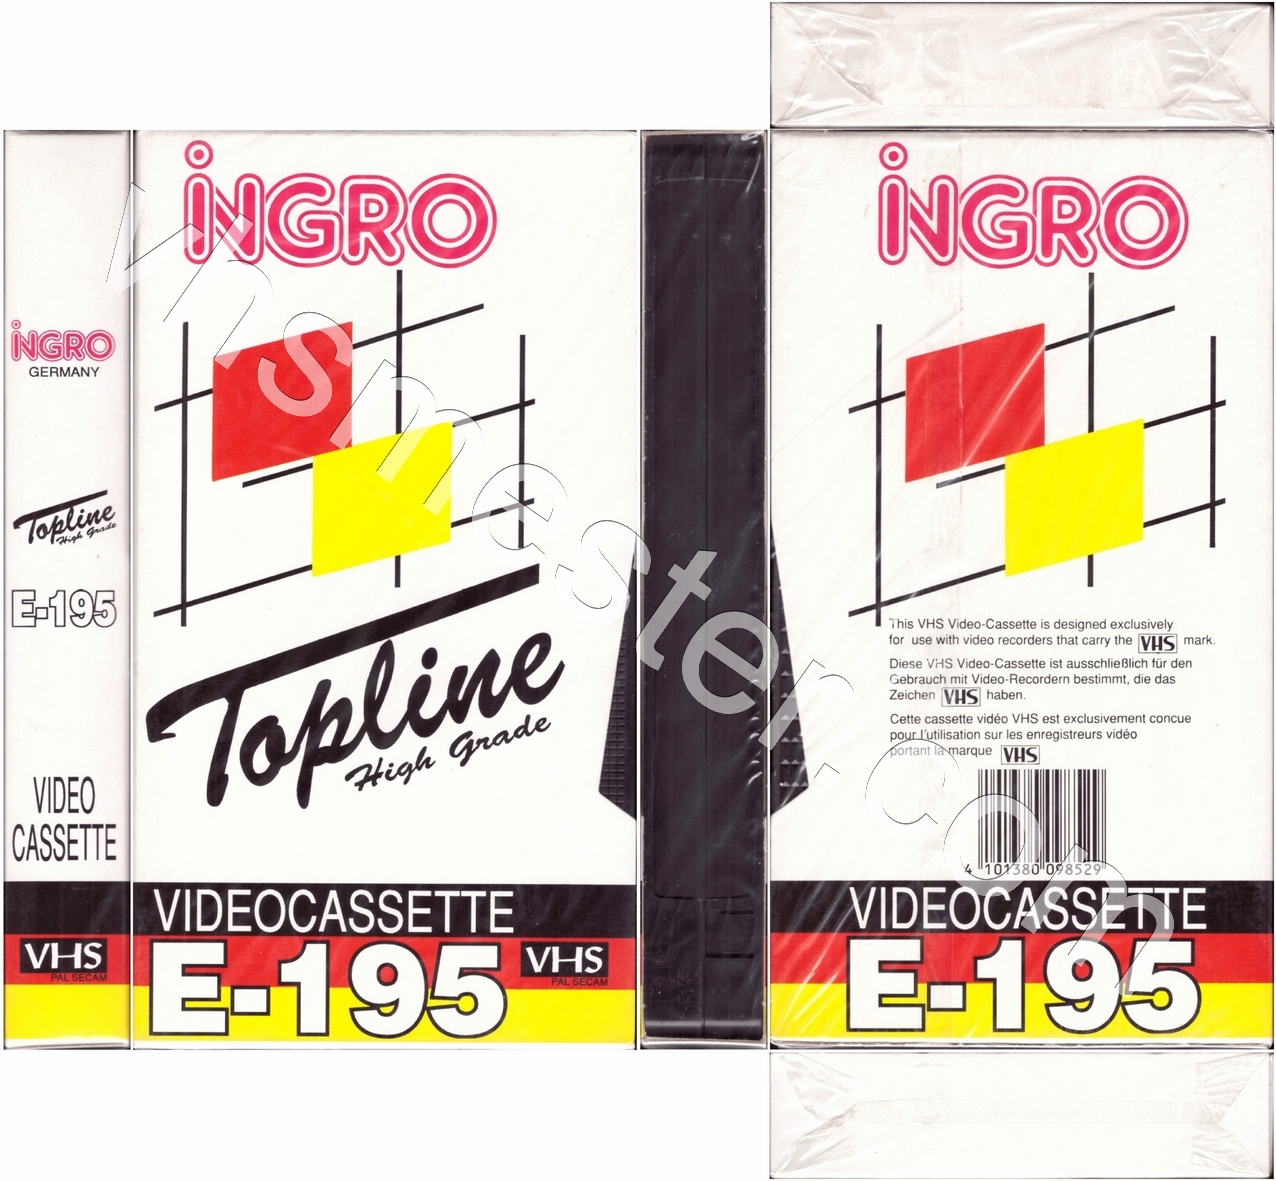 iNGRO
GERMANY
Topline
High Grade
E-195
VIDEO
CASSETTE
VHS
PAL SECAM
iNGRO
Topline
High Grade
VIDEOCASSETTE
E-195 VHS
PAL SECAM
iNGRO
This VHS Video-Cassette is designed exclusively
for use with video recorders that carry the VHS mark.
Diese VHS Video-Cassette ist ausschließlich für den
Gebrauch mit Video-Recordern bestimmt, die das
Zeichen VHS haben.
Cette cassette vidéo VHS est exclusivement concue
pour l'utilisation sur les enregistreurs vidéo
portant la marque VHS
4 101380 098529
VIDEOCASSETTE
E-195
vhsmester.com